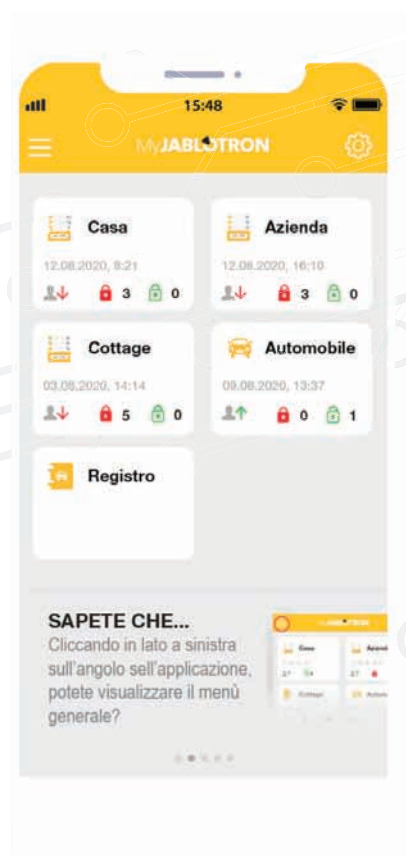 15:48
MyJABLOTRON
Casa
Azienda
12.08.2020, 8:21
12.08.2020, 16:10
3 0
3 0
Cottage
Automobile
03.08.2020, 14:14
09.08.2020, 13:37
5 0
0 1
Registro
SAPETE CHE...
Cliccando in lato a sinistra
sull'angolo sell'applicazione,
potete visualizzare il menù
generale?
Casa
Cottage